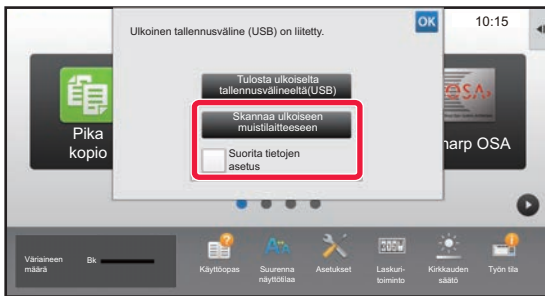 Ulkoinen tallennusväline (USB) on liitetty.
OK
10:15
Tulosta ulkoiselta
tallennusvälineeltä(USB)
Skannaa ulkoiseen
muistilaitteeseen
Suorita tietojen
asetus
Pika
kopio
OSA
harp OSA
Väriaineen
määrä
Bk
Käyttöopas
Suurenna
näyttötilaa
Asetukset
Laskuri-
toiminto
Kirkkauden
säätö
Työn tila